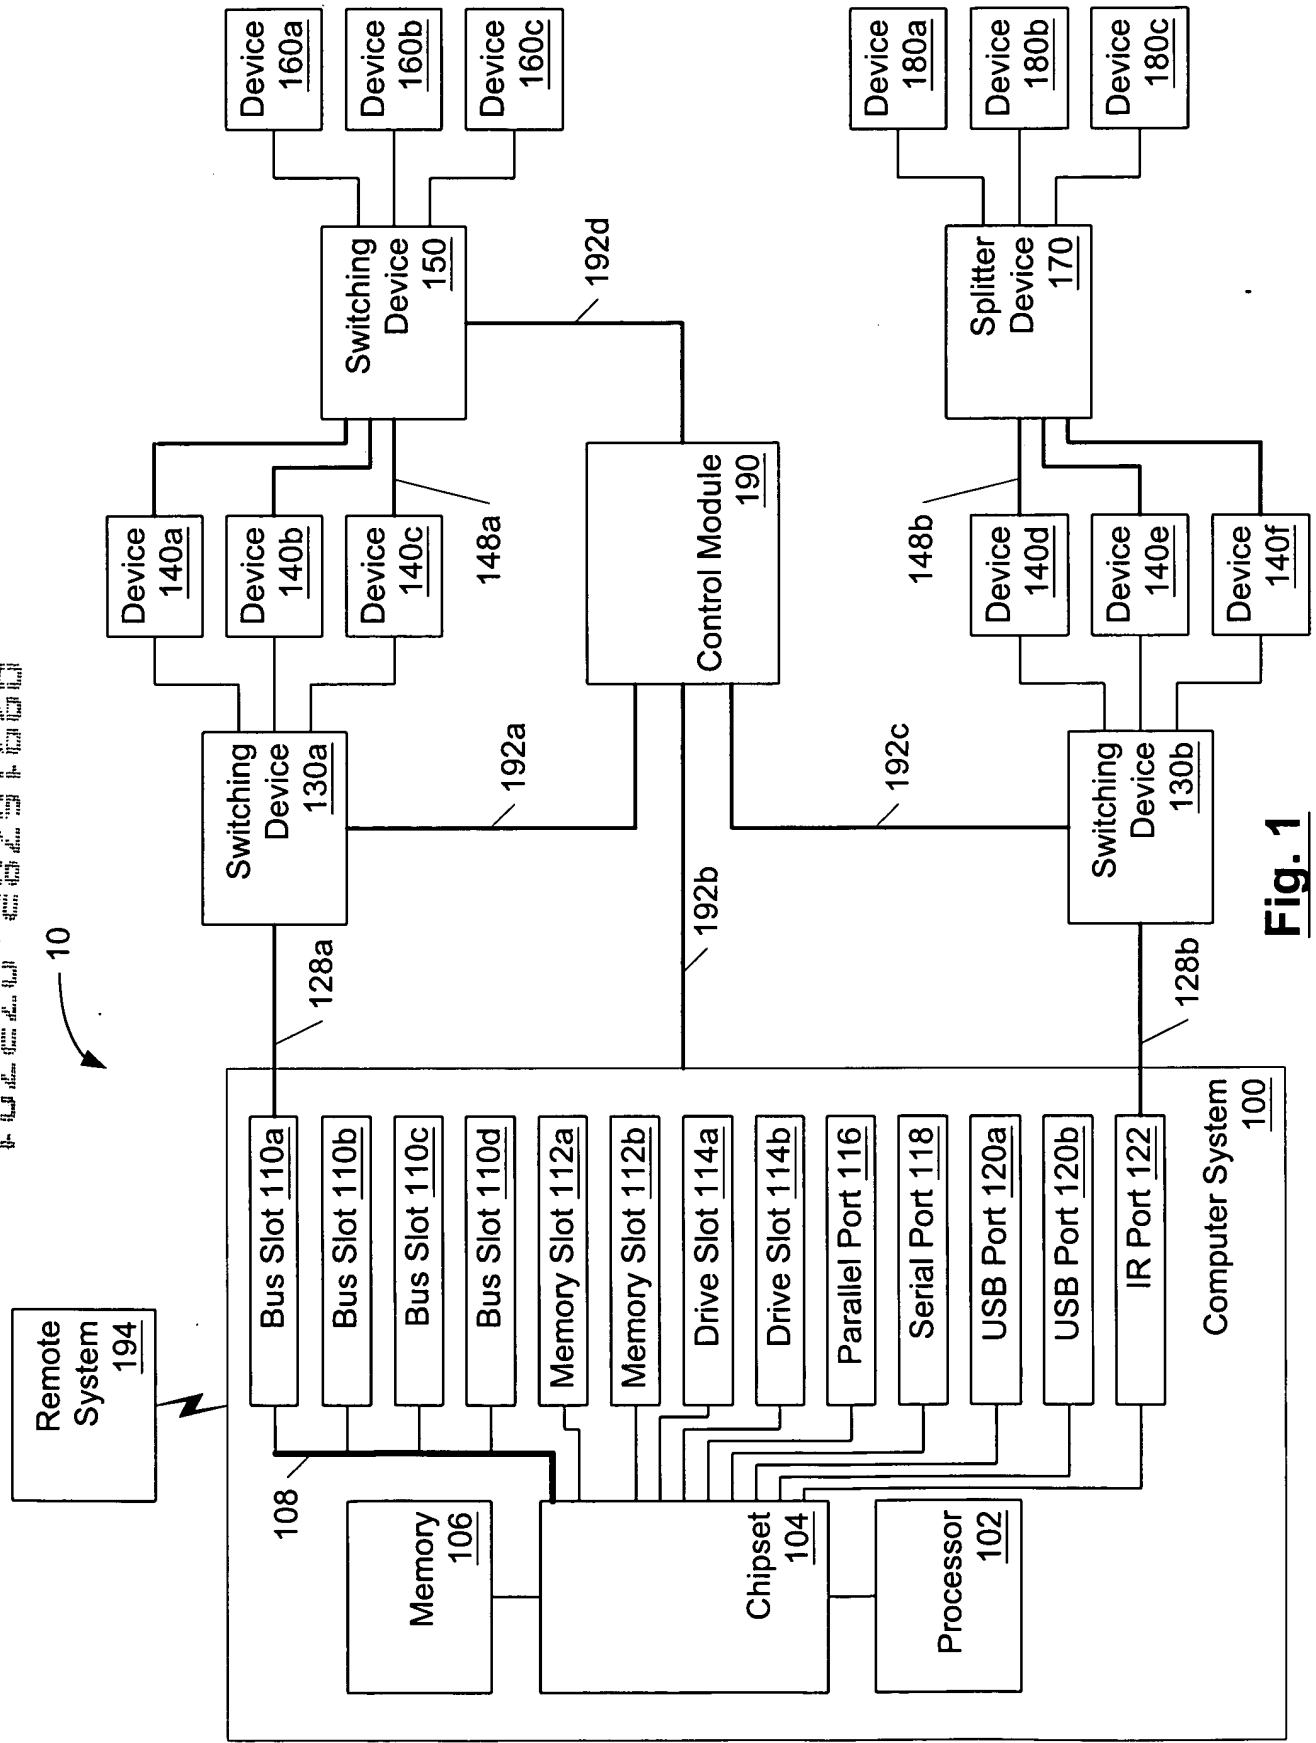 10
Remote
System
194
108
Memory
106
Chipset
104
Processor
102
Bus Slot 110a
Bus Slot 110b
Bus Slot 110c
Bus Slot 110d
Memory Slot 112a
Memory Slot 112b
Drive Slot 114a
Drive Slot 114b
Parallel Port 116
Serial Port 118
USB Port 120a
USB Port 120b
IR Port 122
Computer System
100
128a
192b
128b
Switching
Device
130a
192a
192c
Switching
Device
130b
Device
140a
Device
140b
Device
140c
148a
Control Module
190
148b
Device
140d
Device
140e
Device
140f
Switching
Device
150
192d
Splitter
Device
170
Device
160a
Device
160b
Device
160c
Device
180a
Device
180b
Device
180c
Fig. 1